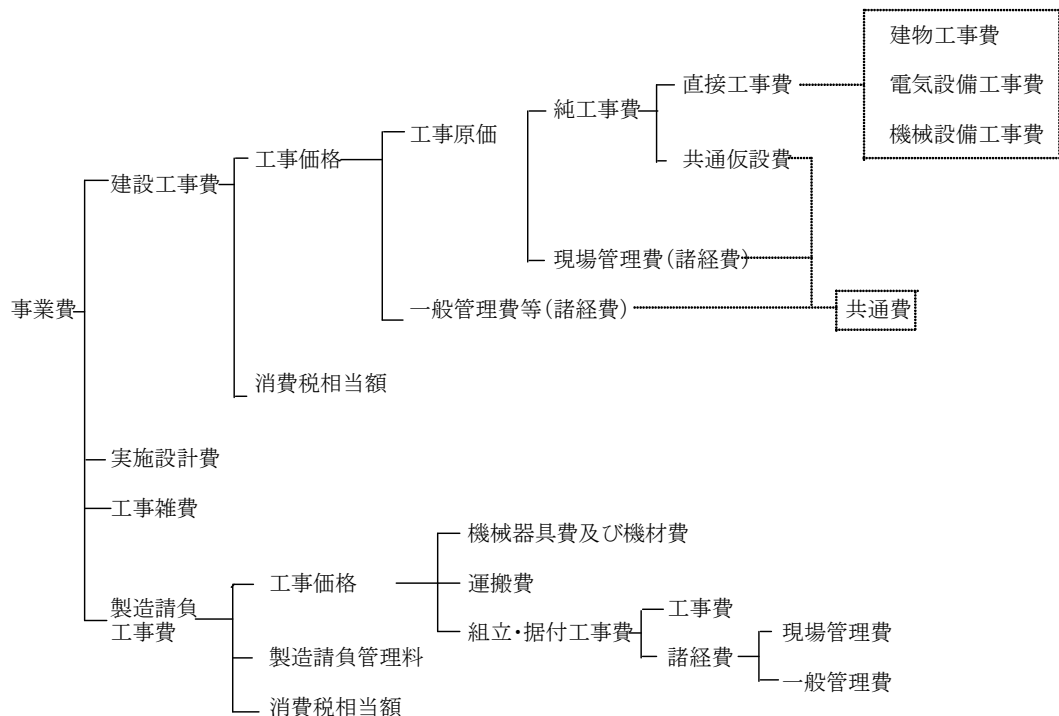 事業費
建設工事費
工事価格
工事原価
純工事費
直接工事費
建物工事費
電気設備工事費
機械設備工事費
共通仮設費
現場管理費(諸経費)
一般管理費等(諸経費)
共通費
消費税相当額
実施設計費
工事雑費
製造請負
工事費
工事価格
機械器具費及び機材費
運搬費
組立・据付工事費
工事費
諸経費
現場管理費
一般管理費
製造請負管理料
消費税相当額